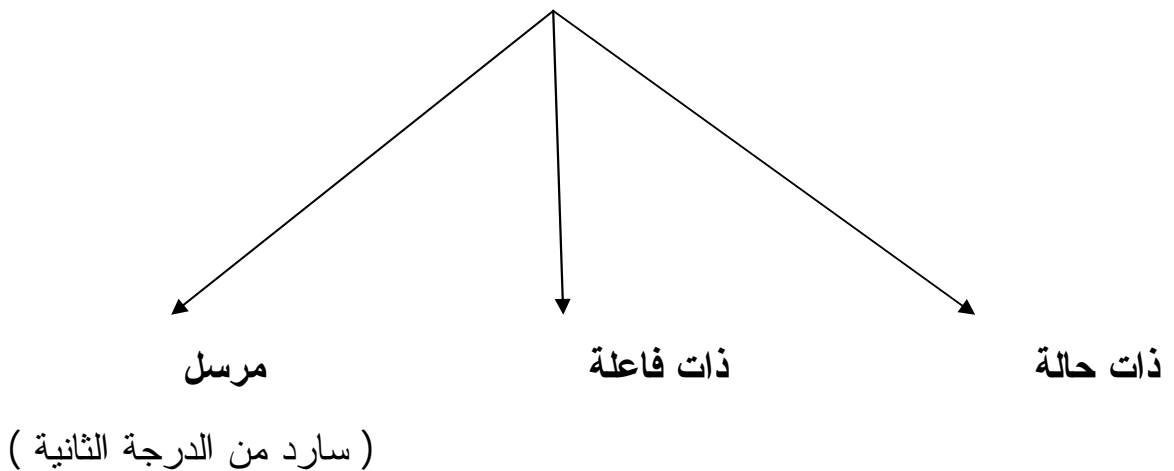 ذات حالة ذات فاعلة مرسل
( سارد من الدرجة الثانية )